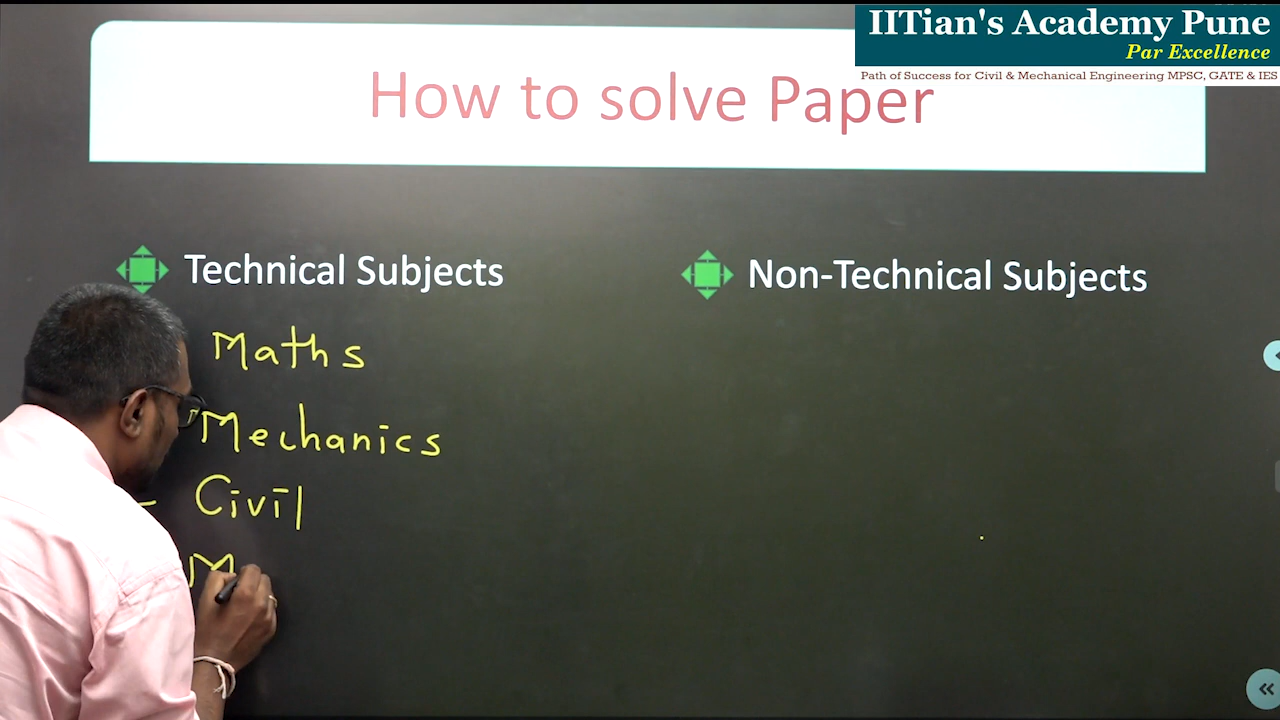 IITian's Academy Pune
Par Excellence
Path of Success for Civil & Mechanical Engineering MPSC, GATE & IES
How to solve Paper
Technical Subjects
Non-Technical Subjects
Maths
Mechanics
- Civil
M